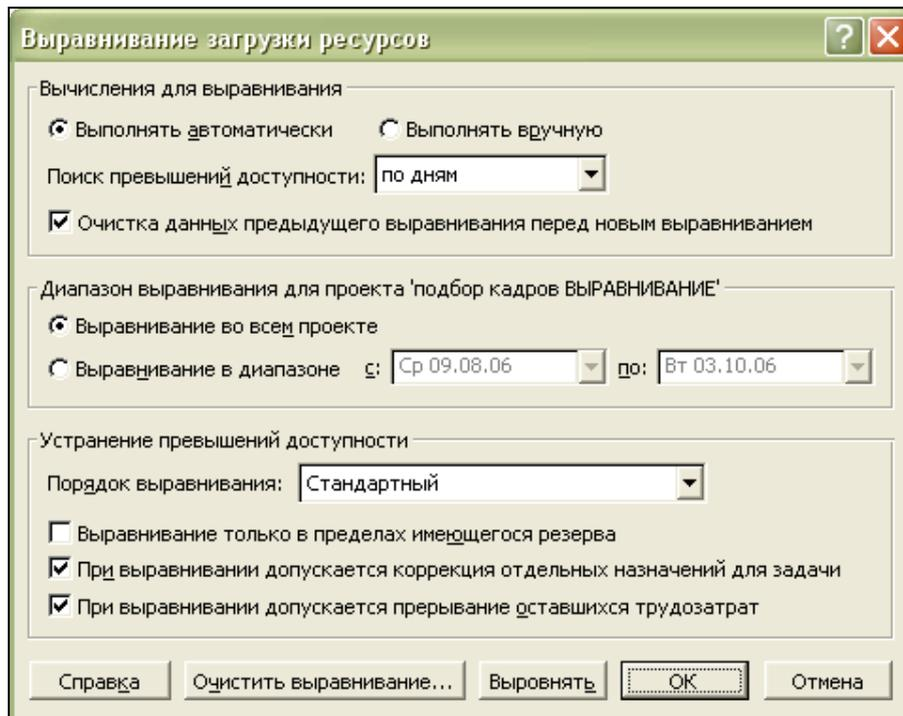 Выравнивание загрузки ресурсов
Вычисления для выравнивания
Выполнять автоматически Выполнять вручную
Поиск превышений доступности: по дням
Очистка данных предыдущего выравнивания перед новым выравниванием
Диапазон выравнивания для проекта 'подбор кадров ВЫРАВНИВАНИЕ'
Выравнивание во всем проекте
Выравнивание в диапазоне с: Ср 09.08.06 по: Вт 03.10.06
Устранение превышений доступности
Порядок выравнивания: Стандартный
Выравнивание только в пределах имеющегося резерва
При выравнивании допускается коррекция отдельных назначений для задачи
При выравнивании допускается прерывание оставшихся трудозатрат
Справка Очистить выравнивание... Выровнять ОК Отмена